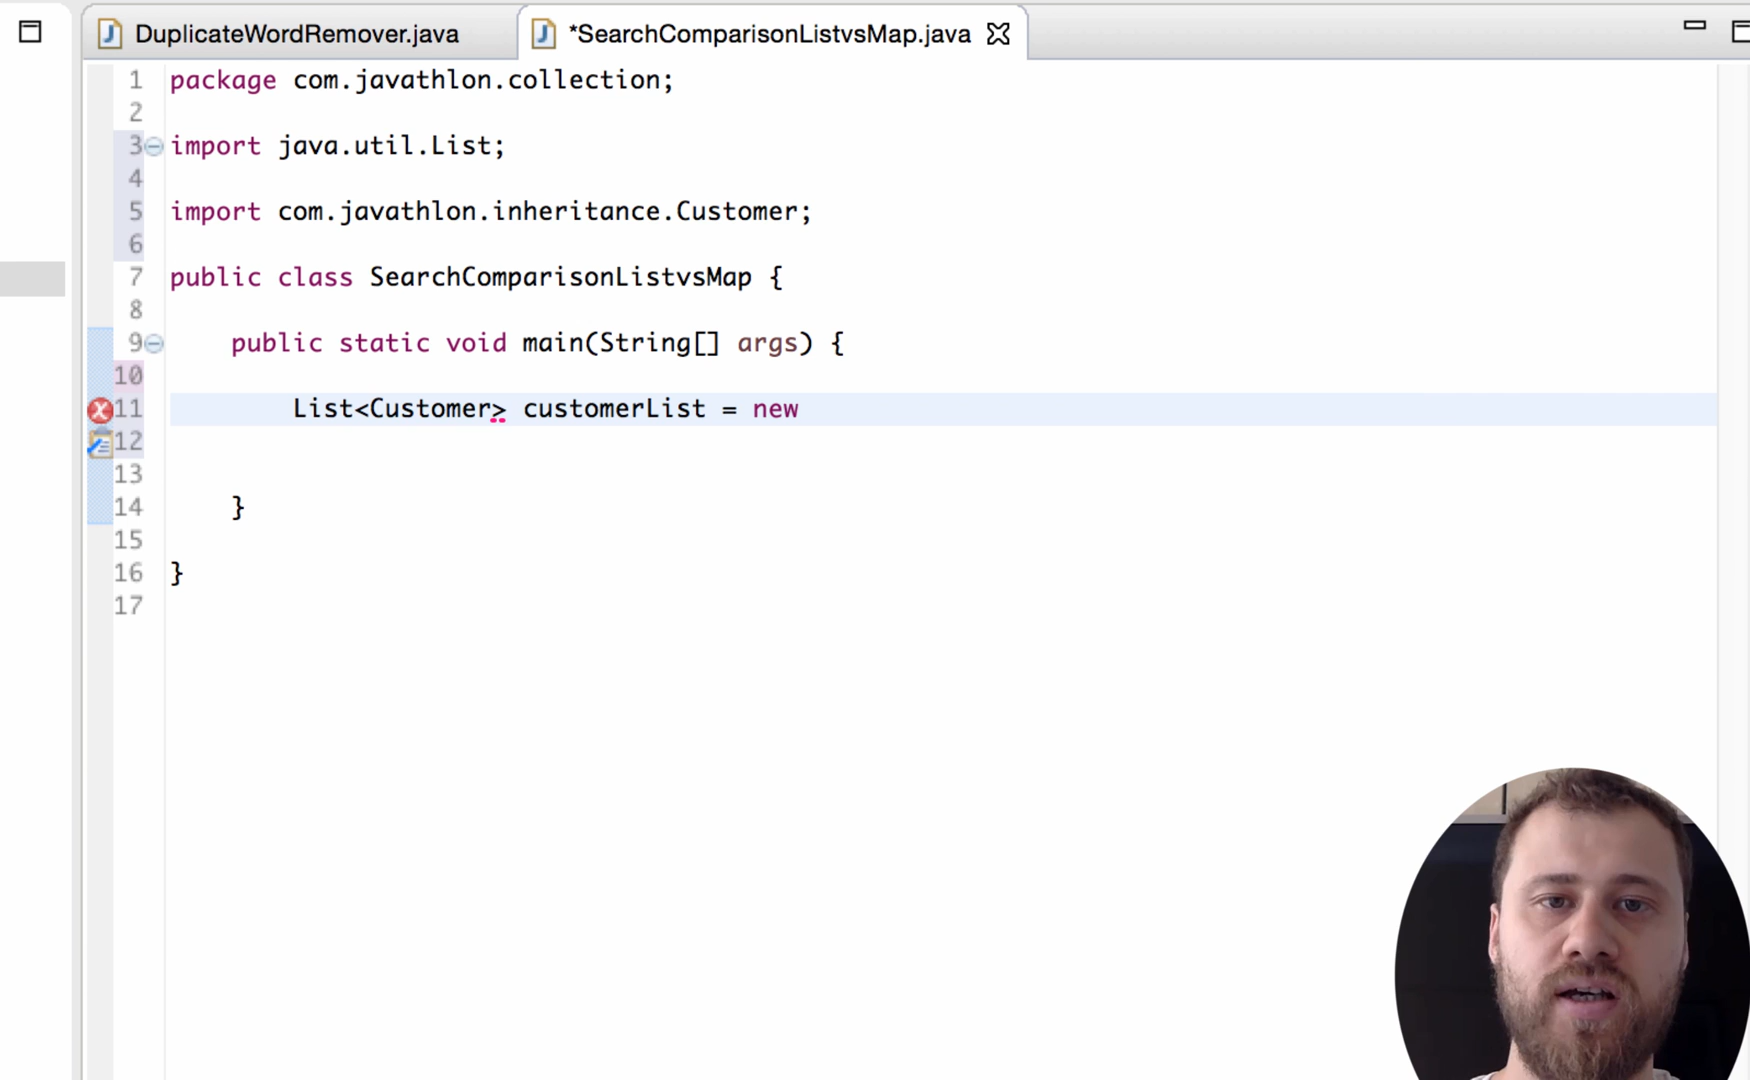 DuplicateWordRemover.java
*SearchComparisonListvsMap.java
1 package com.javathlon.collection;
2
3 import java.util.List;
4
5 import com.javathlon.inheritance.Customer;
6
7 public class SearchComparisonListvsMap {
8
9 public static void main(String[] args) {
10
11 List<Customer> customerList = new
12
13
14 }
15
16 }
17